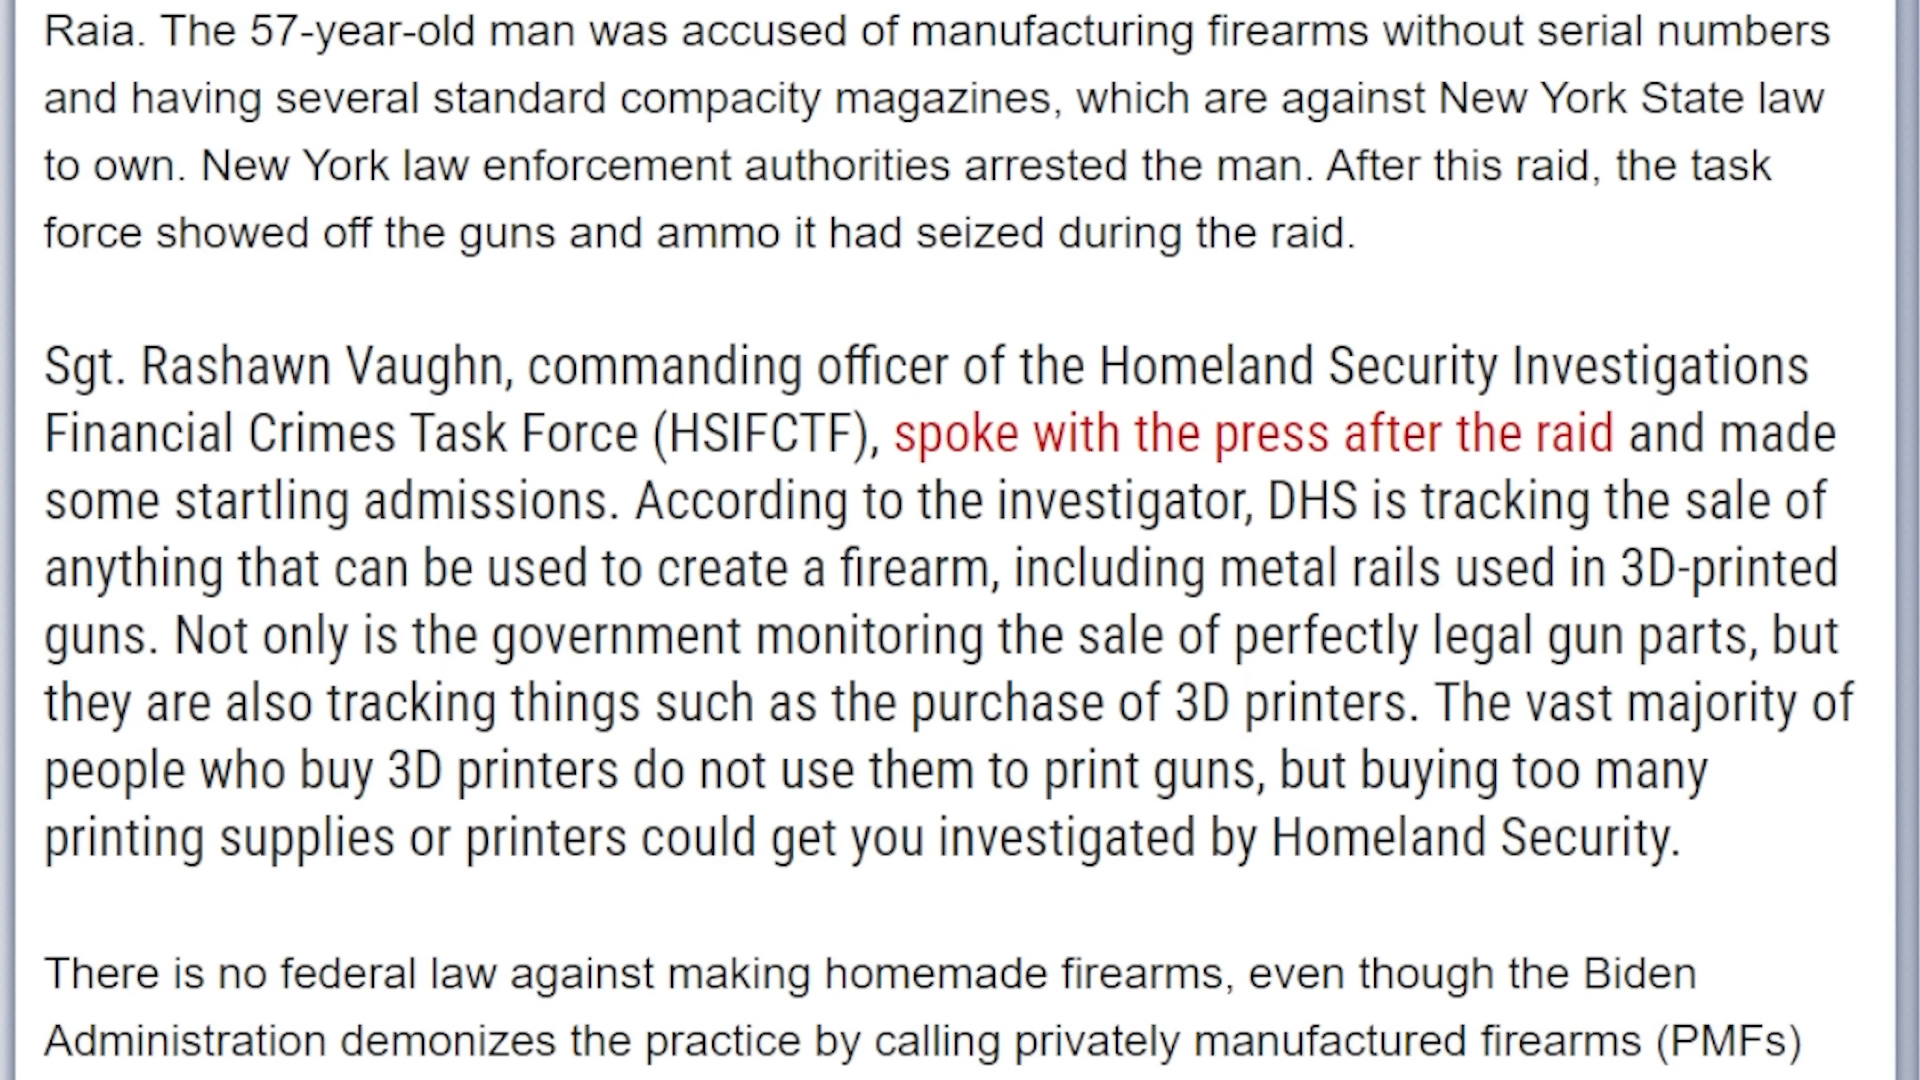 Raia. The 57-year-old man was accused of manufacturing firearms without serial numbers
and having several standard compacity magazines, which are against New York State law
to own. New York law enforcement authorities arrested the man. After this raid, the task
force showed off the guns and ammo it had seized during the raid.
Sgt. Rashawn Vaughn, commanding officer of the Homeland Security Investigations
Financial Crimes Task Force (HSIFCTF), spoke with the press after the raid and made
some startling admissions. According to the investigator, DHS is tracking the sale of
anything that can be used to create a firearm, including metal rails used in 3D-printed
guns. Not only is the government monitoring the sale of perfectly legal gun parts, but
they are also tracking things such as the purchase of 3D printers. The vast majority of
people who buy 3D printers do not use them to print guns, but buying too many
printing supplies or printers could get you investigated by Homeland Security.
There is no federal law against making homemade firearms, even though the Biden
Administration demonizes the practice by calling privately manufactured firearms (PMFs)